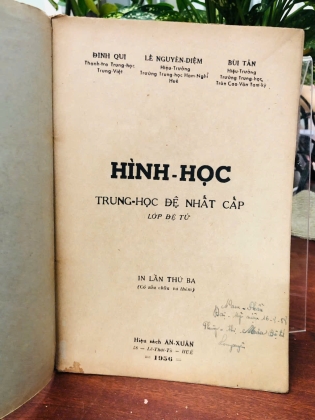 ĐINH QUI
Thanh-tra Trung-học
Trung-Việt
LÊ NGUYÊN-DIỆM
Hiệu-Trưởng
Trường Trung-học Hàm-Nghi
Huế
BÙI TẤN
Hiệu-Trưởng
Trường Trung-học,
Trần Cao Vân Tam-kỳ
HÌNH-HỌC
TRUNG-HỌC ĐỆ NHẤT CẤP
LỚP ĐỆ TỨ
IN LẦN THỨ BA
(Có sửa chữa và thêm)
Hiệu sách AN-XUÂN
HUẾ
— 1956 —